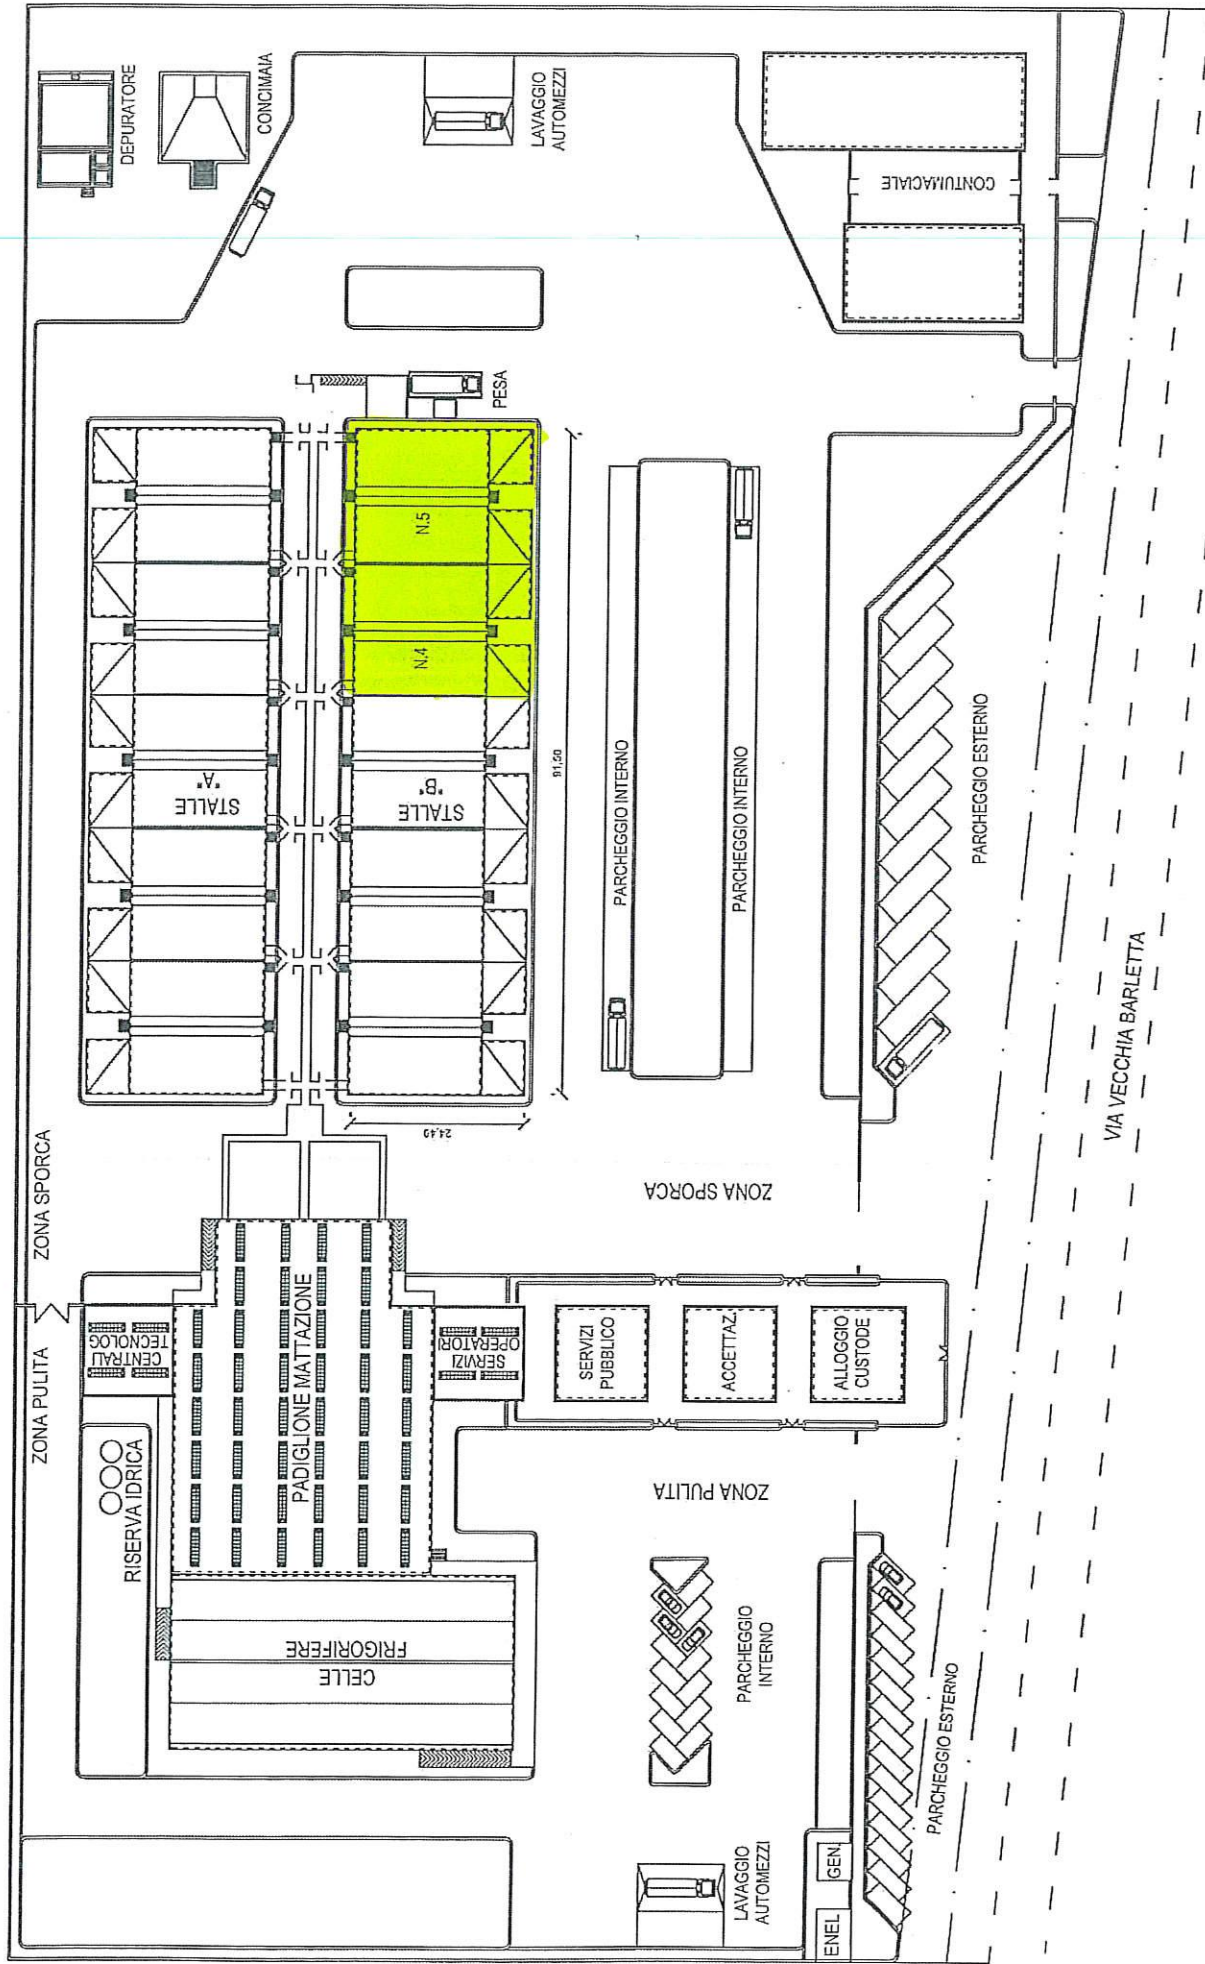 DEPURATORE
CONCIMAIA
LAVAGGIO
AUTOMEZZI
CONTUMACIALE
PESA
N.5
N.4
STALLE
"A"
STALLE
"B"
91,50
24,40
PARCHEGGIO INTERNO
PARCHEGGIO INTERNO
PARCHEGGIO ESTERNO
VIA VECCHIA BARLETTA
ZONA SPORCA
ZONA SPORCA
ZONA PULITA
CENTRALI
TECNOLOG
PADIGLIONE MATTAZIONE
SERVIZI
OPERATORI
SERVIZI
PUBBLICO
ACCETTAZ.
ALLOGGIO
CUSTODE
RISERVA IDRICA
ZONA PULITA
CELLE
FRIGORIFERE
PARCHEGGIO
INTERNO
PARCHEGGIO ESTERNO
LAVAGGIO
AUTOMEZZI
ENEL
GEN.